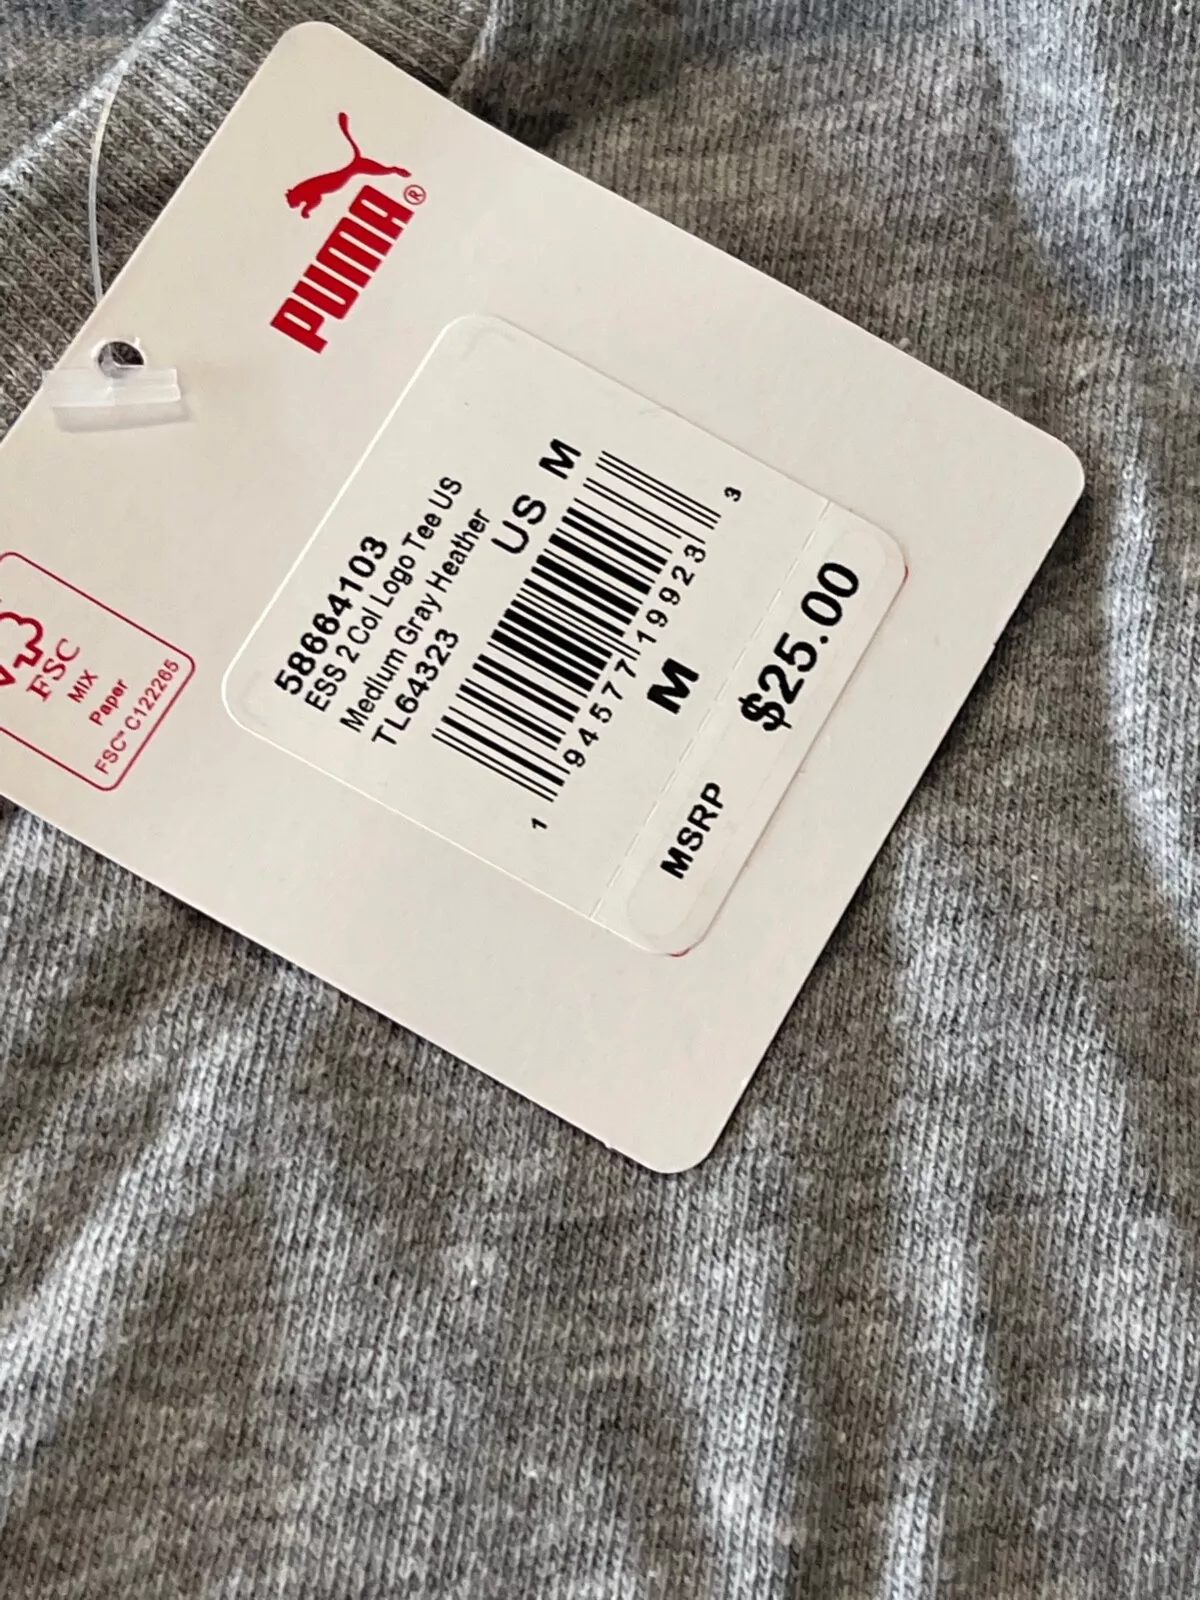 PUMA®
58664103
ESS 2 Col Logo Tee US
Medium Gray Heather
TL64323
US M
1 94577 19923 3
M
MSRP $25.00
FSC
MIX
Paper
FSC™ C122265